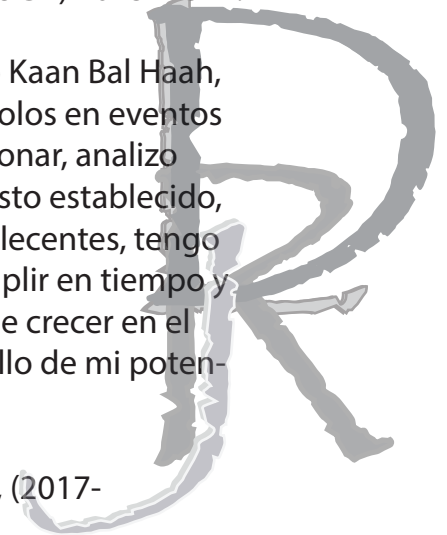 Kaan Bal Haah,
olos en eventos
onar, analizo
sto establecido,
lecentes, tengo
plir en tiempo y
e crecer en el
llo de mi poten-
(2017-